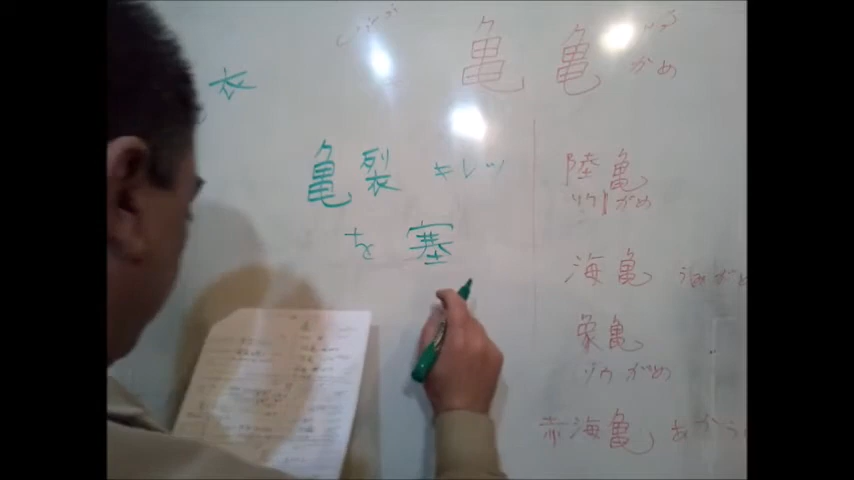 亀 亀 かめ
衣
亀裂 キレツ
を 塞
陸亀
リクがめ
海亀 うみがめ
象亀
ゾウがめ
赤海亀 あかう